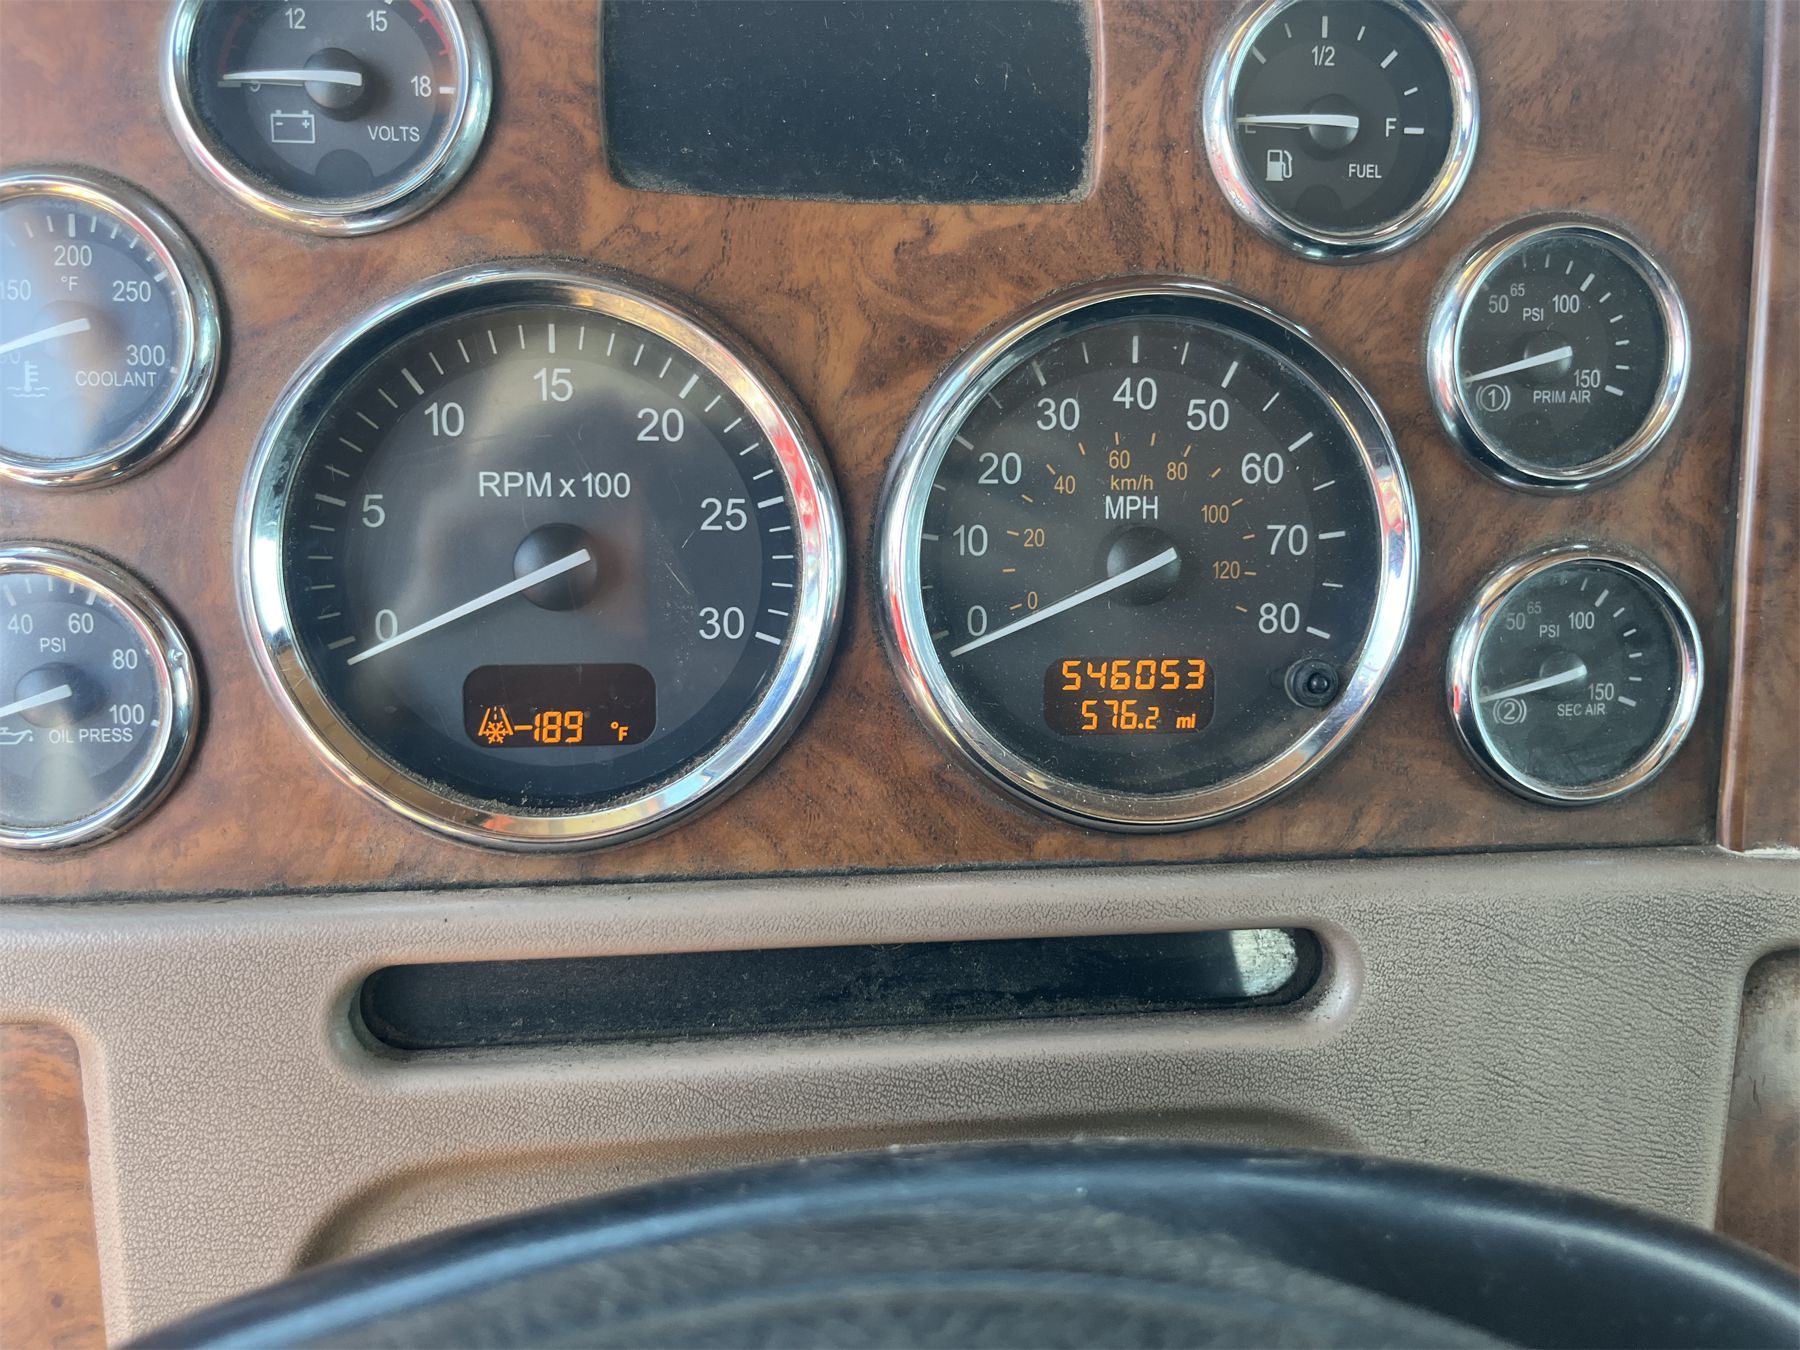 12 15
9 18
VOLTS
1/2
E F
FUEL
200
150 °F 250
300
COOLANT
40 60
PSI
80
100
OIL PRESS
15
10 20
RPM x 100
5 25
0 30
-189 °F
40
30 50
20 60
60
40 80
km/h
MPH
100
10 20 70
120
0 0 80
546053
576.2 mi
50 65 100
PSI
150
(1) PRIM AIR
50 65 100
PSI
150
(2) SEC AIR